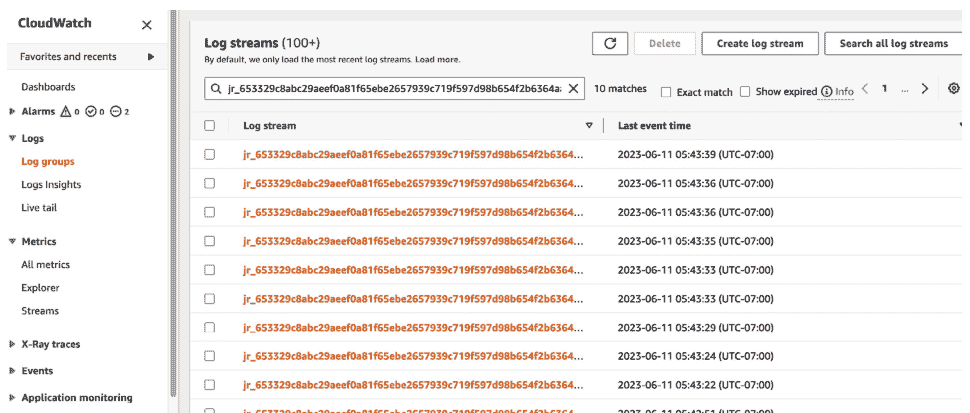 CloudWatch
Favorites and recents
Dashboards
Alarms 0 0 2
Logs
Log groups
Logs Insights
Live tail
Metrics
All metrics
Explorer
Streams
X-Ray traces
Events
Application monitoring
Log streams (100+)
By default, we only load the most recent log streams. Load more.
Delete
Create log stream
Search all log streams
jr_653329c8abc29aeef0a81f65ebe2657939c719f597d98b654f2b6364a
10 matches
Exact match
Show expired
Info
1 ...
Log stream Last event time
jr_653329c8abc29aeef0a81f65ebe2657939c719f597d98b654f2b6364... 2023-06-11 05:43:39 (UTC-07:00)
jr_653329c8abc29aeef0a81f65ebe2657939c719f597d98b654f2b6364... 2023-06-11 05:43:36 (UTC-07:00)
jr_653329c8abc29aeef0a81f65ebe2657939c719f597d98b654f2b6364... 2023-06-11 05:43:36 (UTC-07:00)
jr_653329c8abc29aeef0a81f65ebe2657939c719f597d98b654f2b6364... 2023-06-11 05:43:35 (UTC-07:00)
jr_653329c8abc29aeef0a81f65ebe2657939c719f597d98b654f2b6364... 2023-06-11 05:43:33 (UTC-07:00)
jr_653329c8abc29aeef0a81f65ebe2657939c719f597d98b654f2b6364... 2023-06-11 05:43:33 (UTC-07:00)
jr_653329c8abc29aeef0a81f65ebe2657939c719f597d98b654f2b6364... 2023-06-11 05:43:29 (UTC-07:00)
jr_653329c8abc29aeef0a81f65ebe2657939c719f597d98b654f2b6364... 2023-06-11 05:43:24 (UTC-07:00)
jr_653329c8abc29aeef0a81f65ebe2657939c719f597d98b654f2b6364... 2023-06-11 05:43:22 (UTC-07:00)